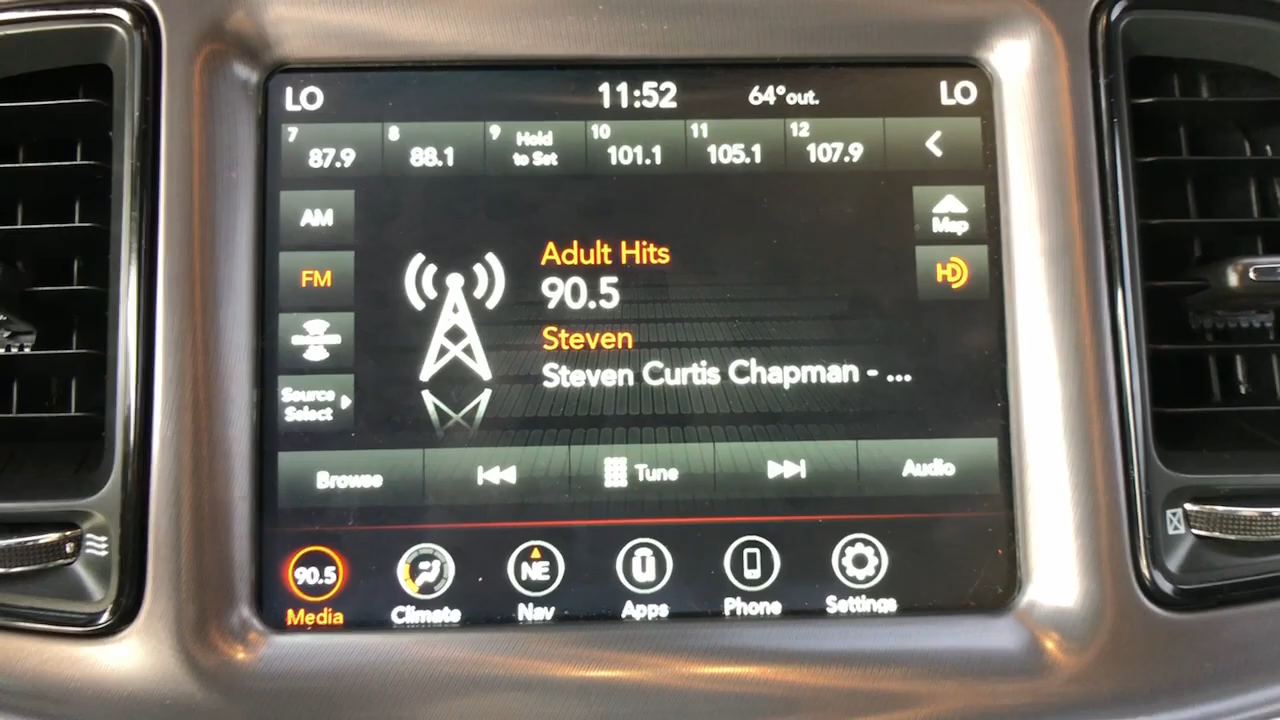 LO 11:52 64°out. LO
7 87.9 8 88.1 9 Hold to Set 10 101.1 11 105.1 12 107.9
AM
Map
FM
HD
Adult Hits
90.5
Steven
Steven Curtis Chapman - ...
Source
Select
Browse Tune Audio
90.5 NE
Media Climate Nav Apps Phone Settings